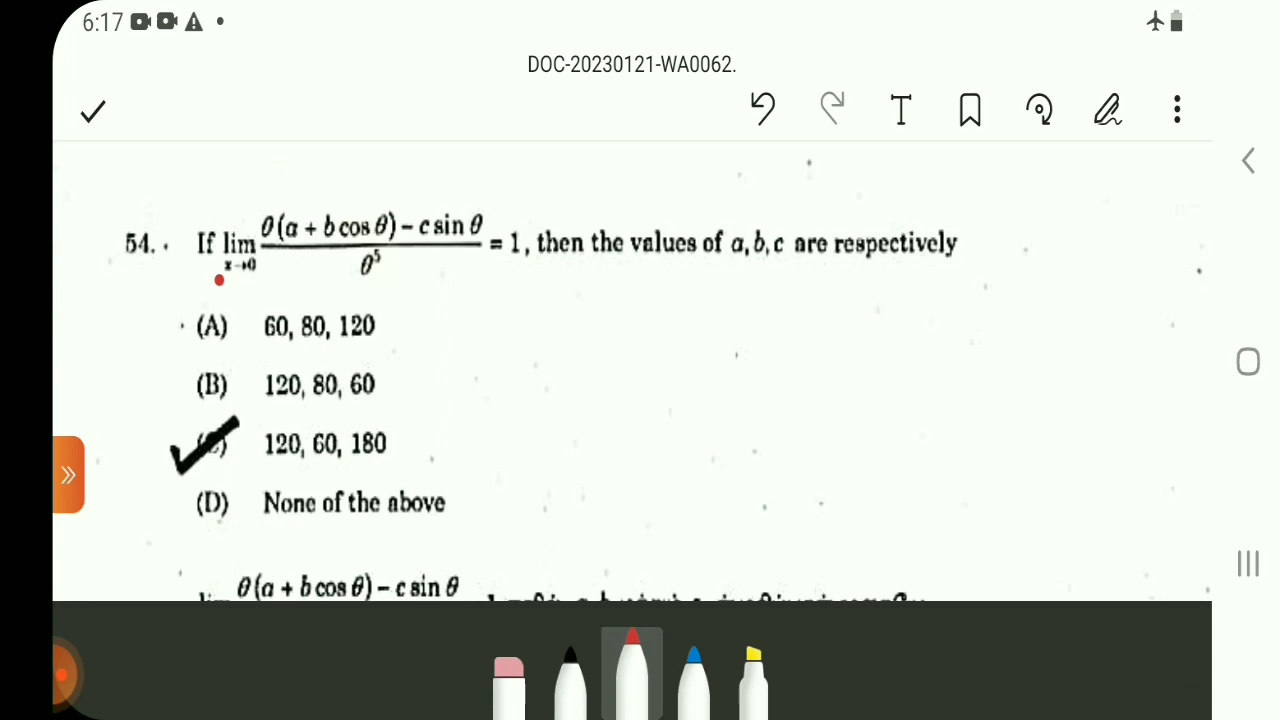 6:17
DOC-20230121-WA0062.
T
54. If lim x→0 θ(a + b cos θ) − c sin θ / θ⁵ = 1, then the values of a, b, c are respectively
(A) 60, 80, 120
(B) 120, 80, 60
(C) 120, 60, 180
(D) None of the above
θ(a + b cos θ) − c sin θ